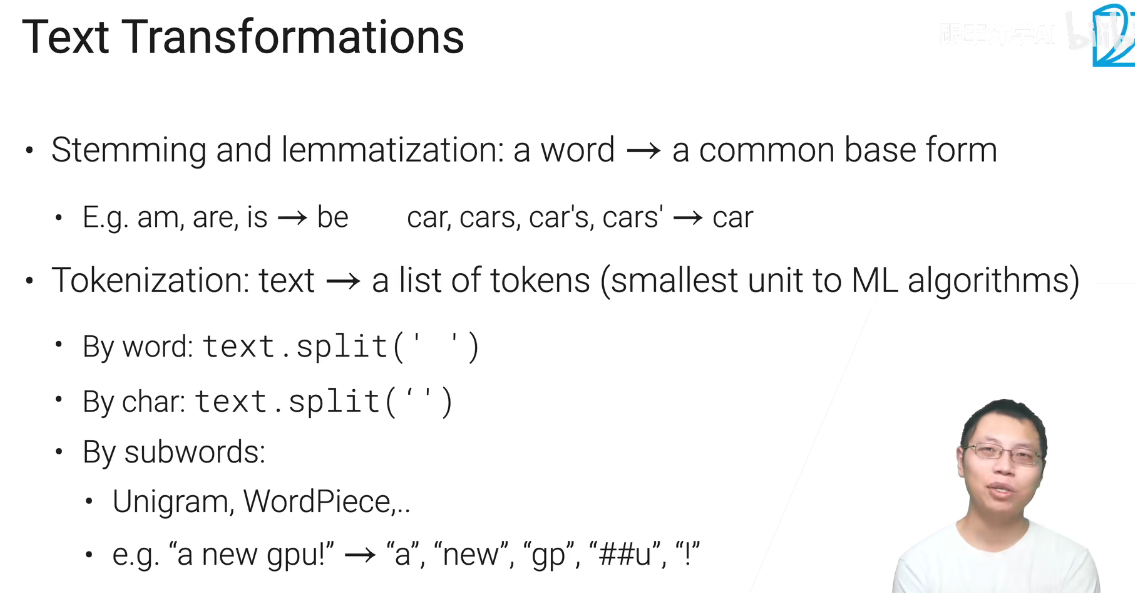 Text Transformations
• Stemming and lemmatization: a word → a common base form
• E.g. am, are, is → be car, cars, car's, cars' → car
• Tokenization: text → a list of tokens (smallest unit to ML algorithms)
• By word: text.split(' ')
• By char: text.split(‘')
• By subwords:
• Unigram, WordPiece,..
• e.g. “a new gpu!” → “a”, “new”, “gp”, “##u”, “!”